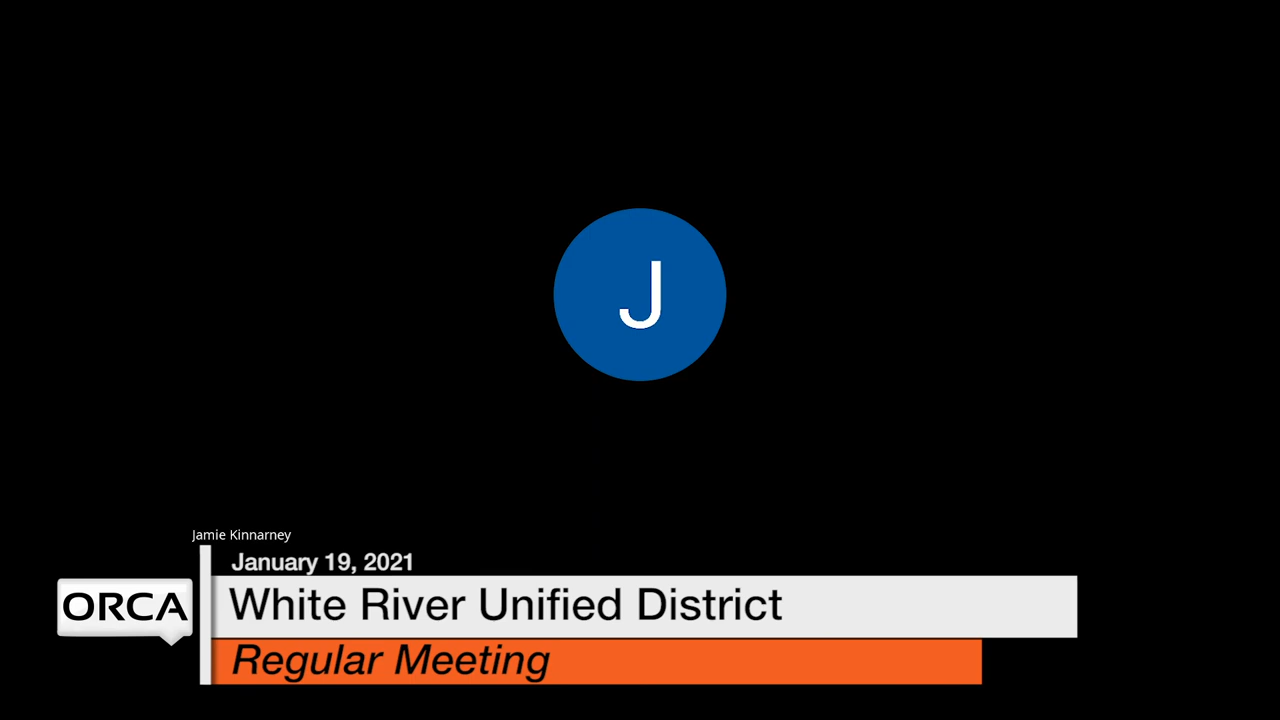 J
Jamie Kinnarney
January 19, 2021
ORCA
White River Unified District
Regular Meeting